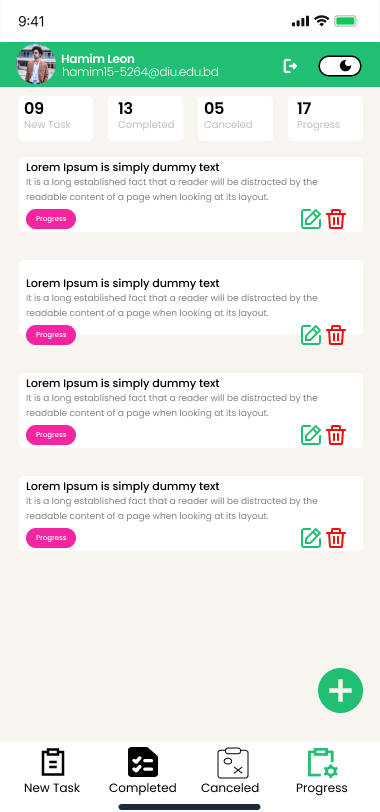 9:41
Hamim Leon
hamim15-5264@diu.edu.bd
09 13 05 17
New Task Completed Canceled Progress
Lorem Ipsum is simply dummy text
It is a long established fact that a reader will be distracted by the
readable content of a page when looking at its layout.
Progress
Lorem Ipsum is simply dummy text
It is a long established fact that a reader will be distracted by the
readable content of a page when looking at its layout.
Progress
Lorem Ipsum is simply dummy text
It is a long established fact that a reader will be distracted by the
readable content of a page when looking at its layout.
Progress
Lorem Ipsum is simply dummy text
It is a long established fact that a reader will be distracted by the
readable content of a page when looking at its layout.
Progress
New Task Completed Canceled Progress